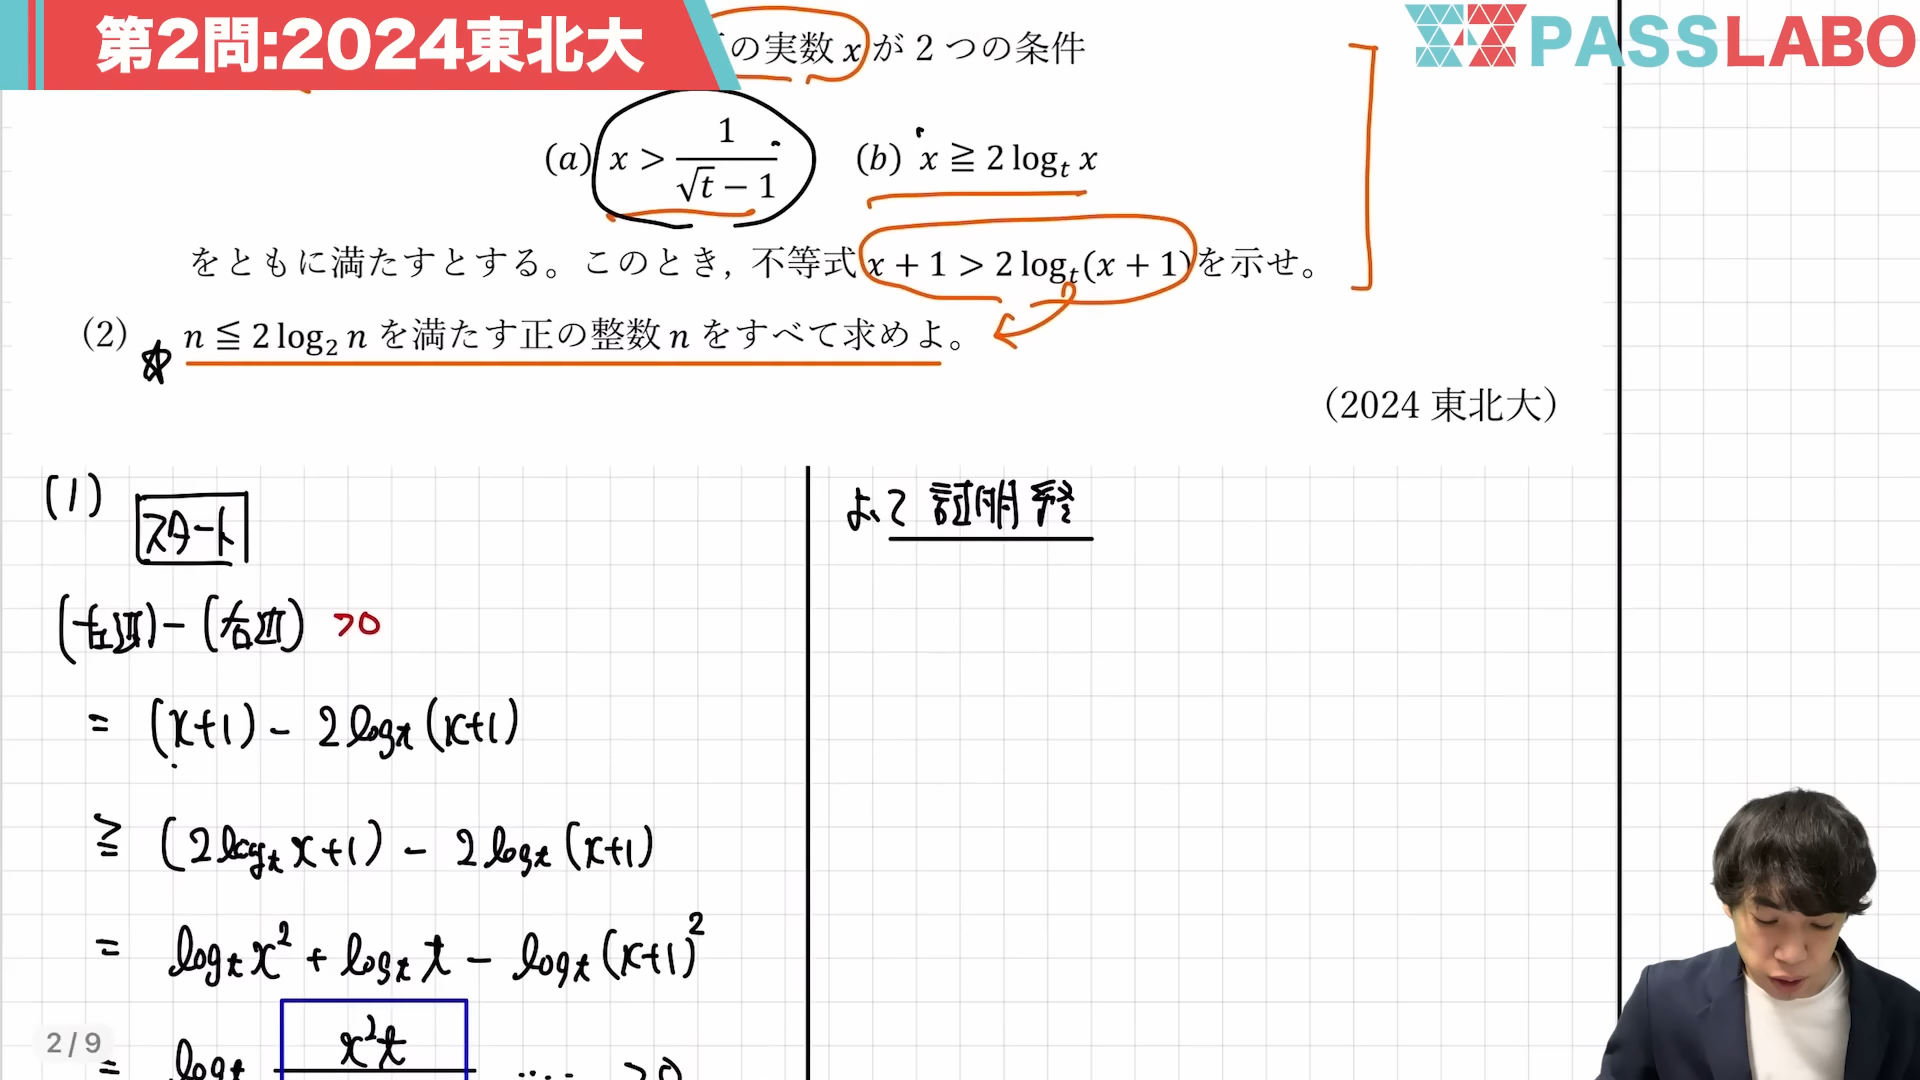 第2問:2024東北大
の実数 x が 2 つの条件
PASSLABO
(a) x > 1/(√t − 1) (b) x ≧ 2 log_t x
をともに満たすとする。このとき, 不等式 x + 1 > 2 log_t(x + 1) を示せ。
(2) n ≦ 2 log_2 n を満たす正の整数 n をすべて求めよ。
(2024 東北大)
(1) スタート
(左辺) − (右辺) >0
= (x+1) − 2 log_t (x+1)
≧ (2 log_t x+1) − 2 log_t (x+1)
= log_t x² + log_t t − log_t (x+1)²
= log_t x²t ..... >0
よって 証明終
2 / 9